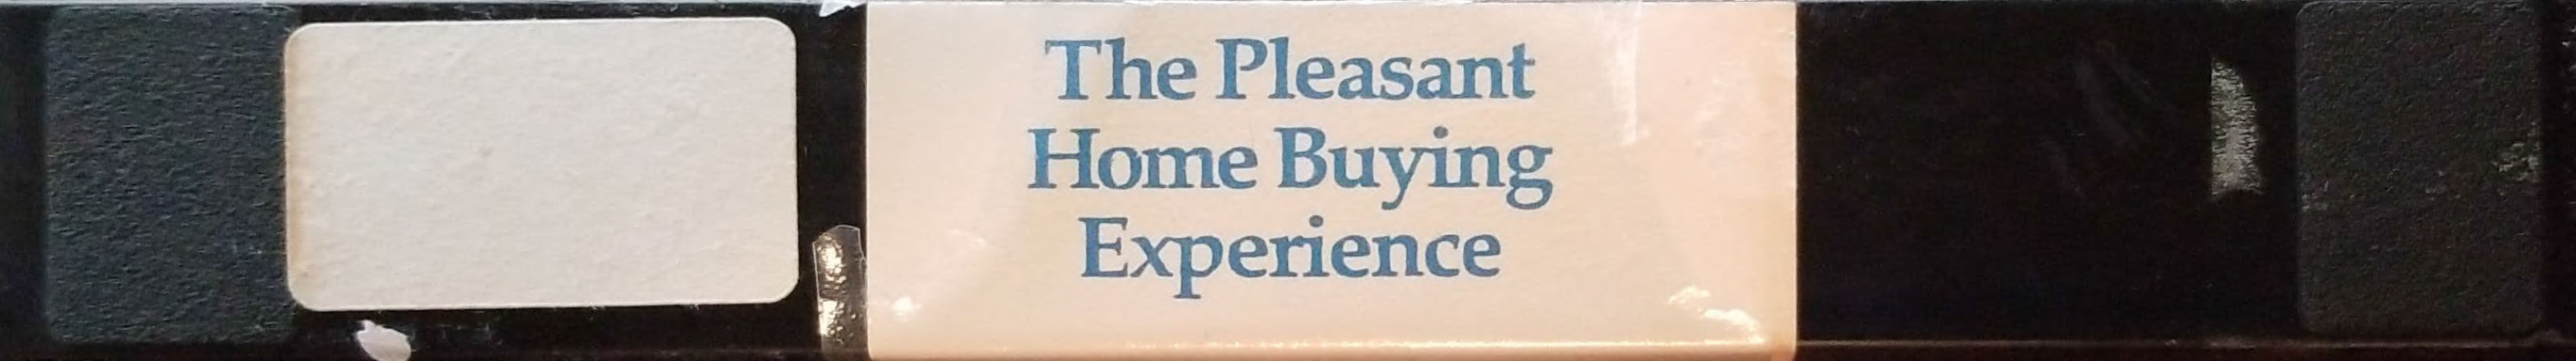 The Pleasant
Home Buying
Experience